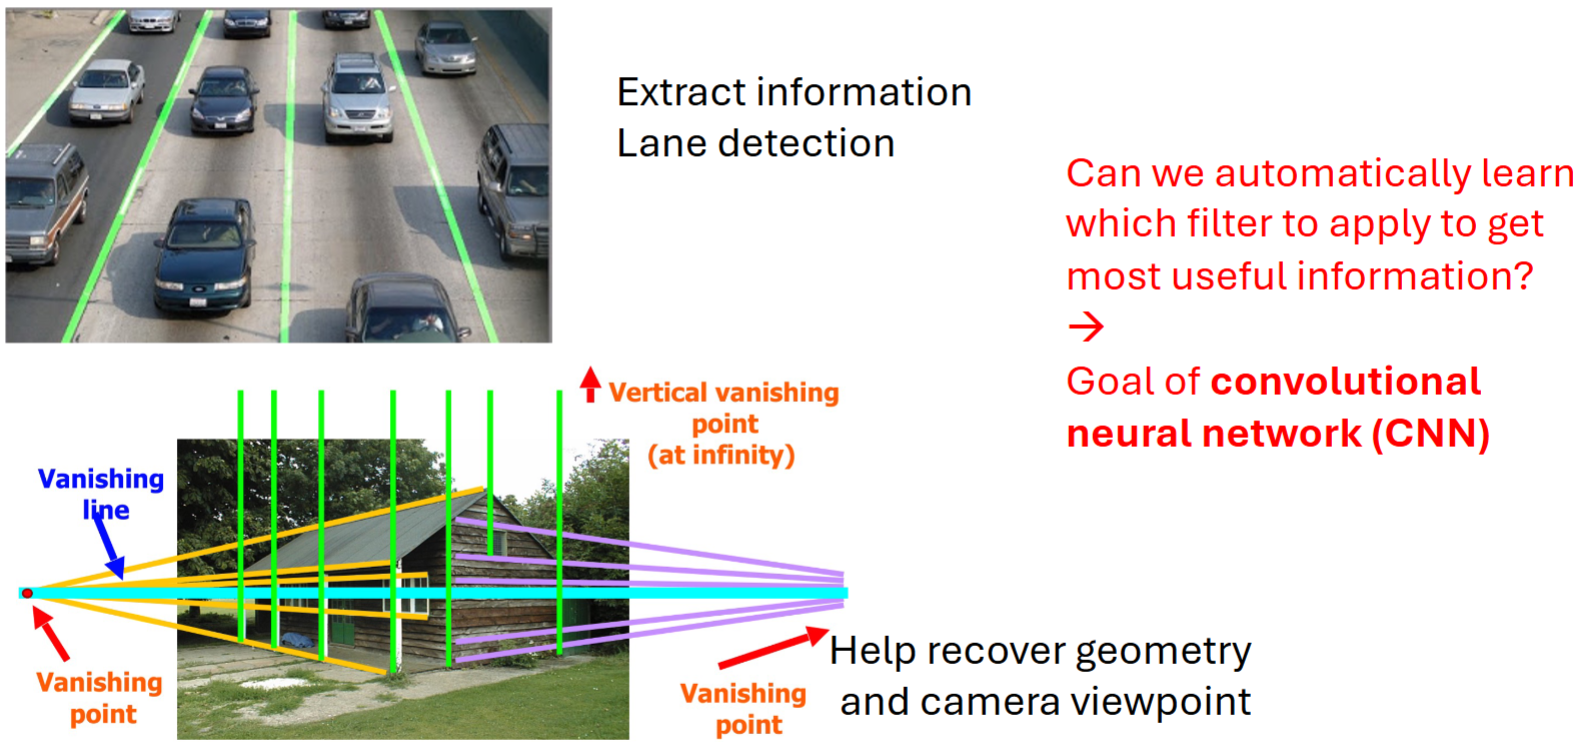 Extract information
Lane detection
Can we automatically learn
which filter to apply to get
most useful information?
→
Goal of convolutional
neural network (CNN)
Vertical vanishing
point
(at infinity)
Vanishing
line
Vanishing
point
Vanishing
point
Help recover geometry
and camera viewpoint